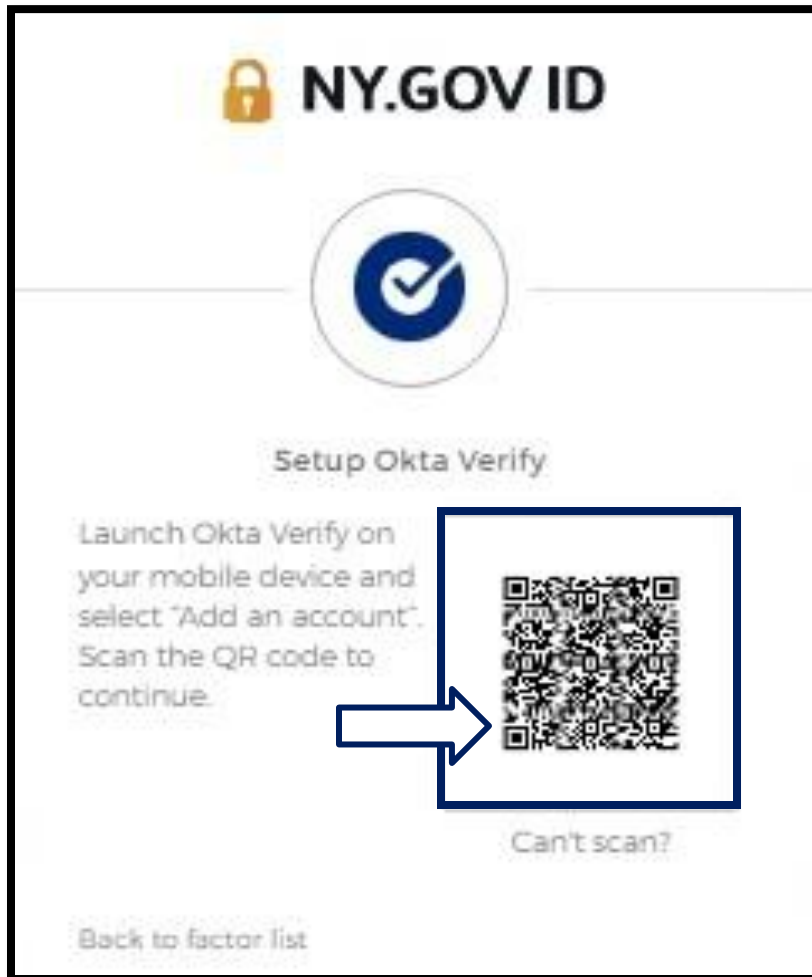 NY.GOV ID
Setup Okta Verify
Launch Okta Verify on
your mobile device and
select "Add an account".
Scan the QR code to
continue.
Can't scan?
Back to factor list